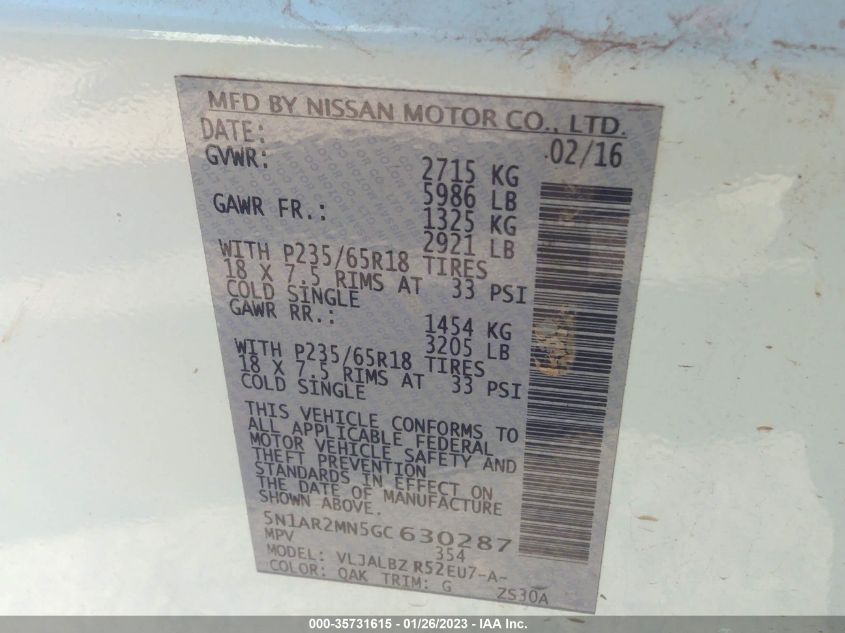 MFD BY NISSAN MOTOR CO., LTD.
DATE: 02/16
GVWR: 2715 KG
5986 LB
GAWR FR.: 1325 KG
2921 LB
WITH P235/65R18 TIRES
18 X 7.5 RIMS AT 33 PSI
COLD SINGLE
GAWR RR.: 1454 KG
3205 LB
WITH P235/65R18 TIRES
18 X 7.5 RIMS AT 33 PSI
COLD SINGLE
THIS VEHICLE CONFORMS TO
ALL APPLICABLE FEDERAL
MOTOR VEHICLE SAFETY AND
THEFT PREVENTION
STANDARDS IN EFFECT ON
THE DATE OF MANUFACTURE
SHOWN ABOVE.
5N1AR2MN5GC630287
MPV 354
MODEL: VLJALBZ R52EU7-A-
COLOR: QAK TRIM: G ZS30A
000-35731615 - 01/26/2023 - IAA Inc.